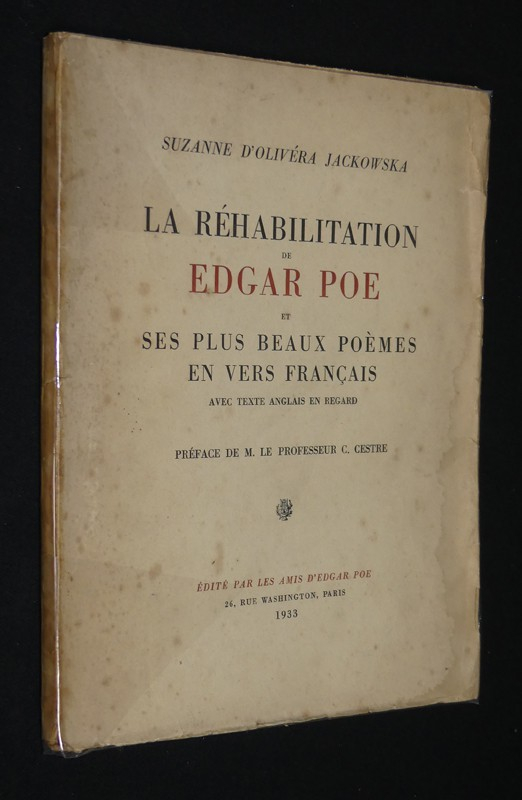 SUZANNE D'OLIVÉRA JACKOWSKA
LA RÉHABILITATION
DE
EDGAR POE
ET
SES PLUS BEAUX POÈMES
EN VERS FRANÇAIS
AVEC TEXTE ANGLAIS EN REGARD
PRÉFACE DE M. LE PROFESSEUR C. CESTRE
ÉDITÉ PAR LES AMIS D'EDGAR POE
26, RUE WASHINGTON, PARIS
1933